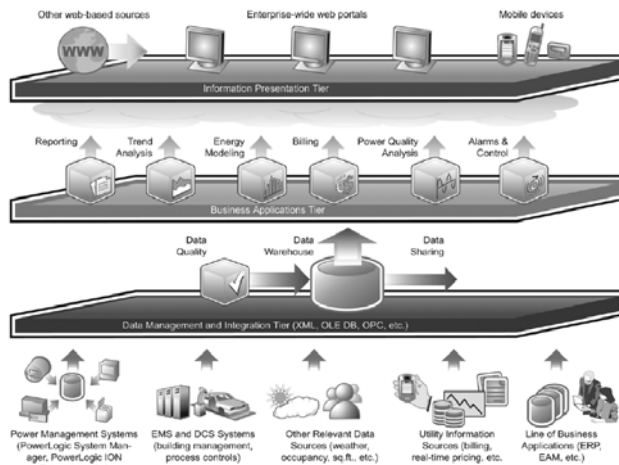 Other web-based sources
Enterprise-wide web portals
Mobile devices
WWW
Information Presentation Tier
Reporting
Trend
Analysis
Energy
Modeling
Billing
Power Quality
Analysis
Alarms &
Control
Business Applications Tier
Data
Quality
Data
Warehouse
Data
Sharing
Data Management and Integration Tier (XML, OLE DB, OPC, etc.)
Power Management Systems
(PowerLogic System Man-
ager, PowerLogic ION)
EMS and DCS Systems
(building management,
process controls)
Other Relevant Data
Sources (weather,
occupancy, sq.ft., etc.)
Utility Information
Sources (billing,
real-time pricing, etc.)
Line of Business
Applications (ERP,
EAM, etc.)